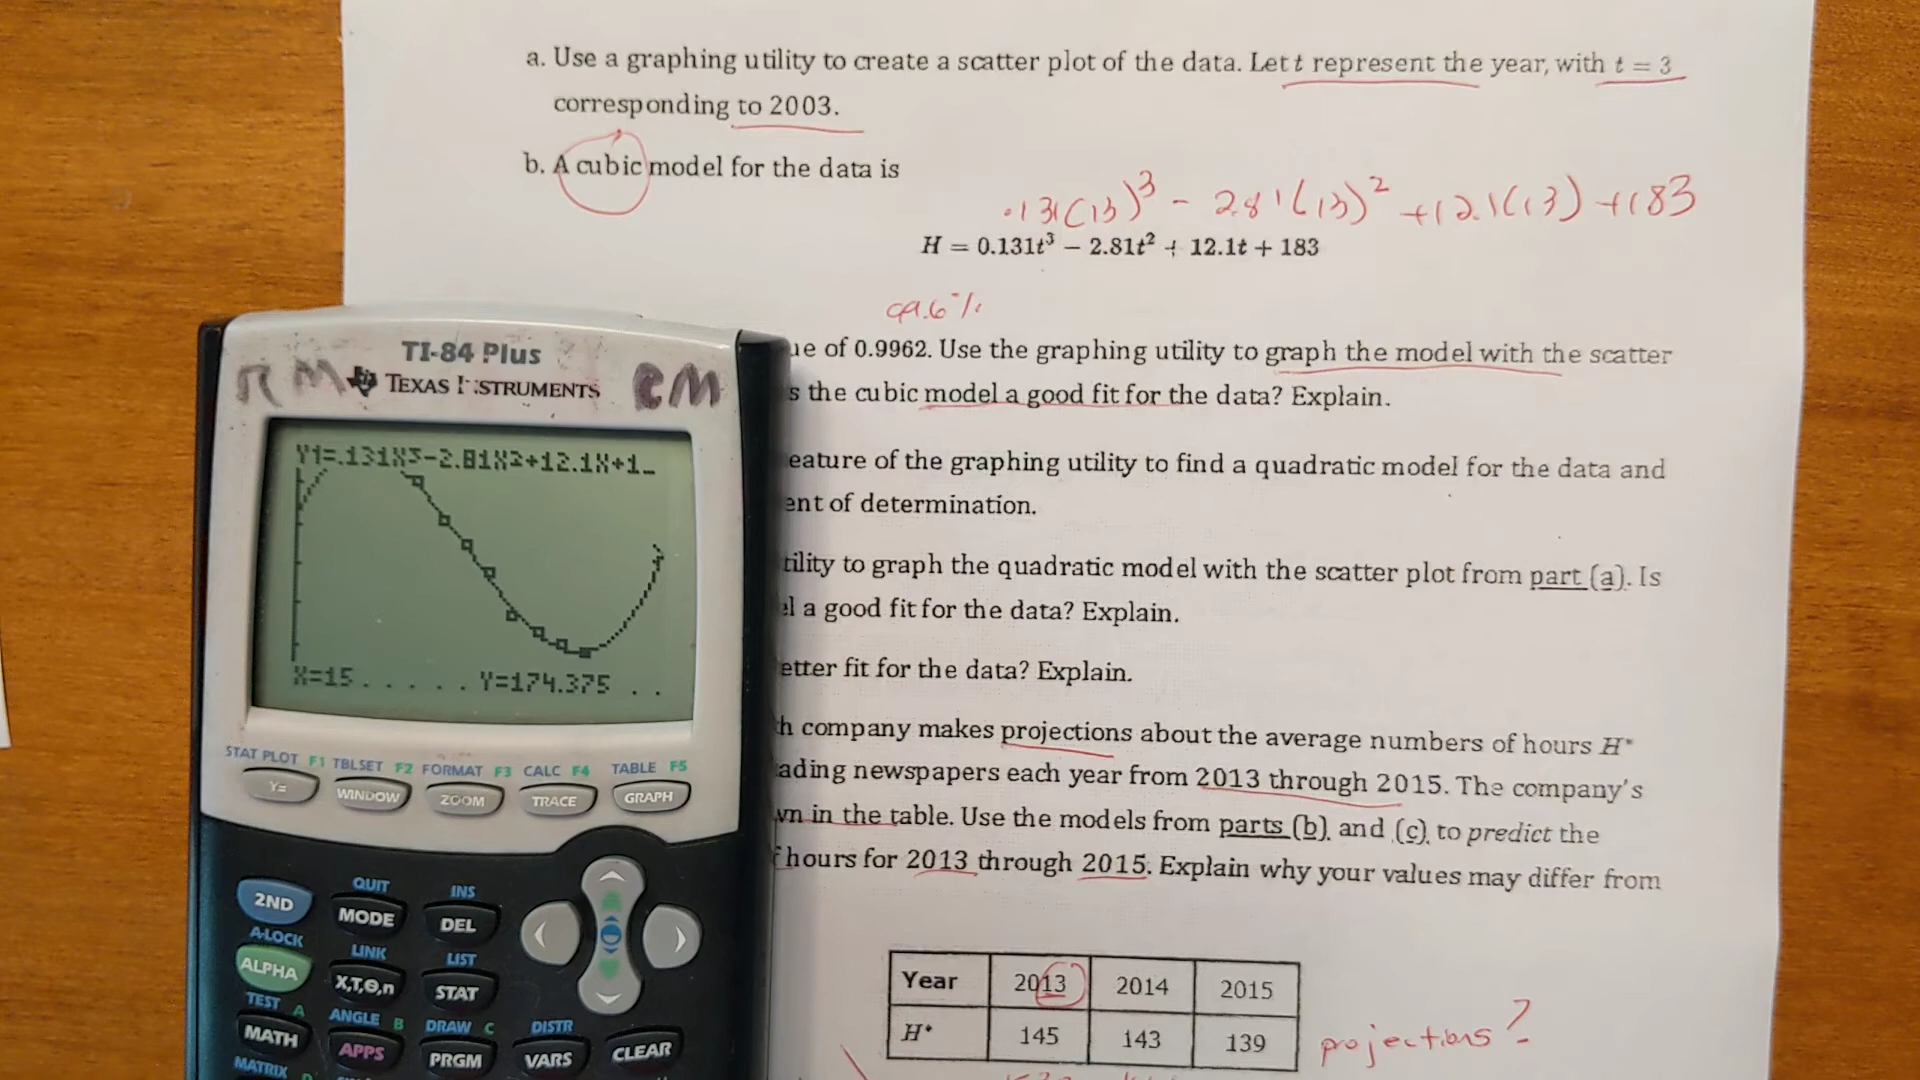 a. Use a graphing utility to create a scatter plot of the data. Let t represent the year, with t = 3
corresponding to 2003.
b. A cubic model for the data is
.131(13)³ - 2.81(13)² + 12.1(13) + 183
H = 0.131t³ − 2.81t² + 12.1t + 183
99.6%
of 0.9962. Use the graphing utility to graph the model with the scatter
the cubic model a good fit for the data? Explain.
of the graphing utility to find a quadratic model for the data and
of determination.
to graph the quadratic model with the scatter plot from part (a). Is
a good fit for the data? Explain.
fit for the data? Explain.
company makes projections about the average numbers of hours H*
newspapers each year from 2013 through 2015. The company's
in the table. Use the models from parts (b) and (c) to predict the
hours for 2013 through 2015. Explain why your values may differ from
Year 2013 2014 2015
H* 145 143 139
projections?
TI-84 Plus
TEXAS INSTRUMENTS
CM
Y1=.131X3-2.81X2+12.1X+1
X=15 Y=174.375
STAT PLOT F1 TBLSET F2 FORMAT F3 CALC F4 TABLE F5
Y= WINDOW ZOOM TRACE GRAPH
QUIT INS
2ND MODE DEL
A-LOCK LINK LIST
ALPHA X,T,θ,n STAT
TEST A ANGLE B DRAW C DISTR
MATH APPS PRGM VARS CLEAR
MATRIX D